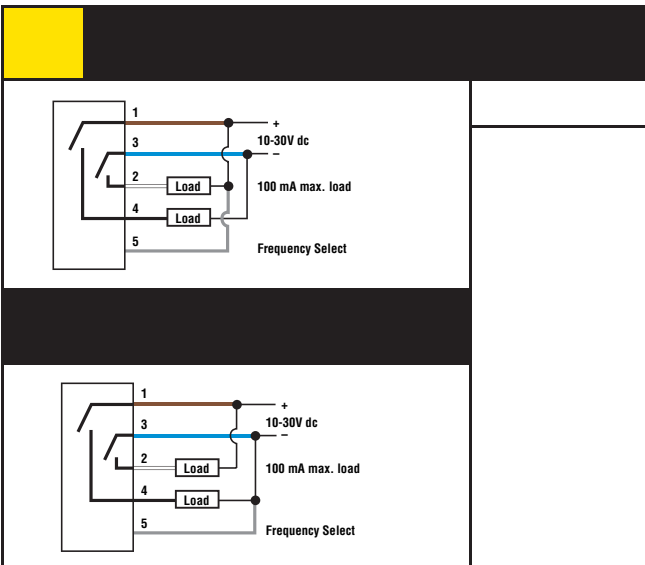 1
+
3
10-30V dc
–
2
Load
100 mA max. load
4
Load
5
Frequency Select
1
+
3
10-30V dc
–
2
Load
100 mA max. load
4
Load
5
Frequency Select